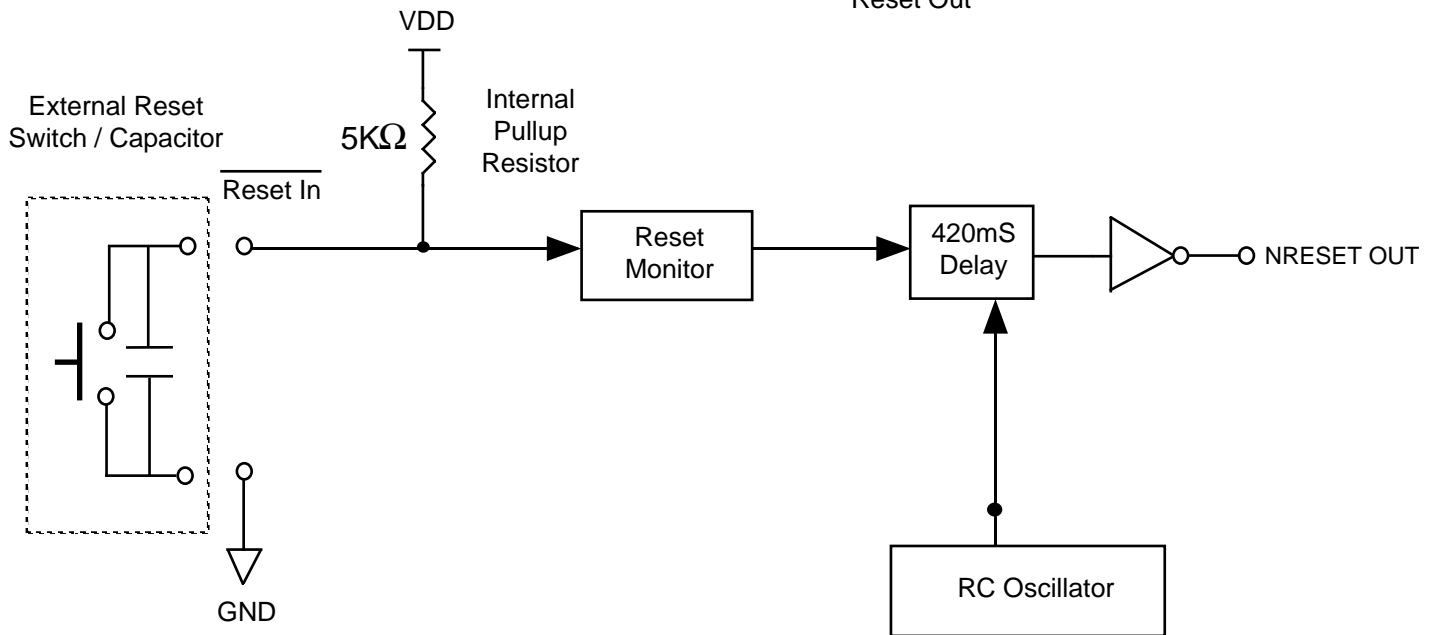 Reset Out
VDD
External Reset
Switch / Capacitor
5KΩ
Internal
Pullup
Resistor
Reset In
Reset
Monitor
420mS
Delay
NRESET OUT
RC Oscillator
GND